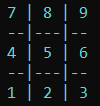 7 | 8 | 9
--|---|--
4 | 5 | 6
--|---|--
1 | 2 | 3